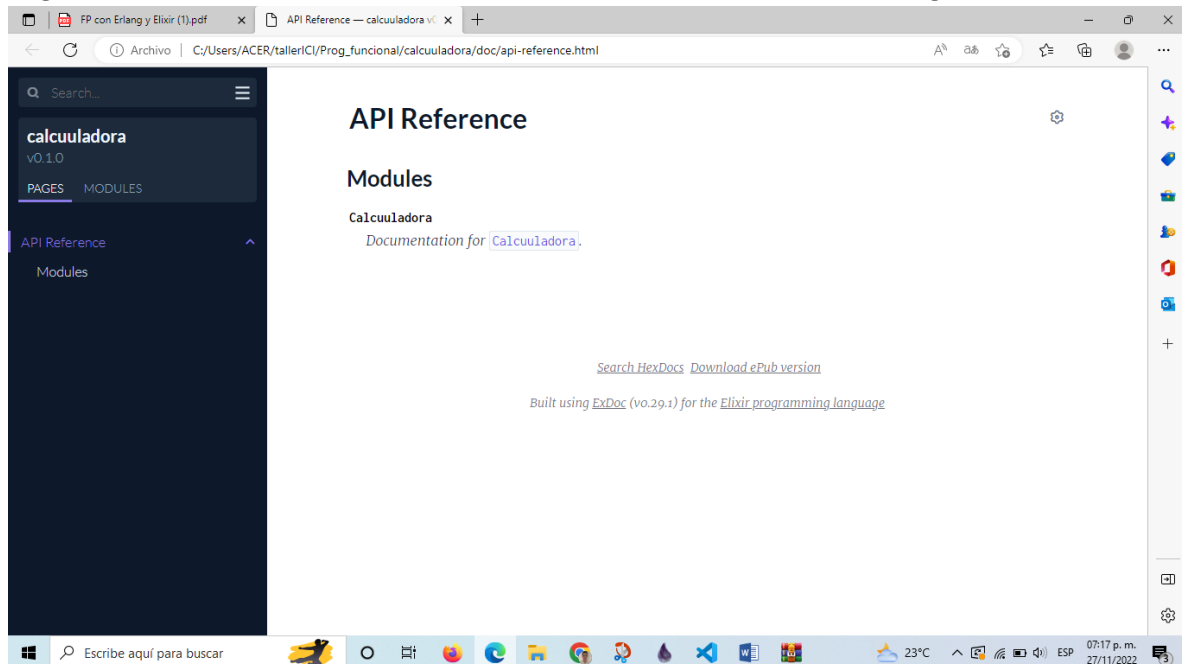 FP con Erlang y Elixir (1).pdf
API Reference — calcuuladora v0
Archivo | C:/Users/ACER/tallerICI/Prog_funcional/calcuuladora/doc/api-reference.html
Search...
calcuuladora
v0.1.0
PAGES MODULES
API Reference
Modules
API Reference
Modules
Calcuuladora
Documentation for Calcuuladora.
Search HexDocs Download ePub version
Built using ExDoc (v0.29.1) for the Elixir programming language
Escribe aquí para buscar
23°C
ESP
07:17 p. m.
27/11/2022